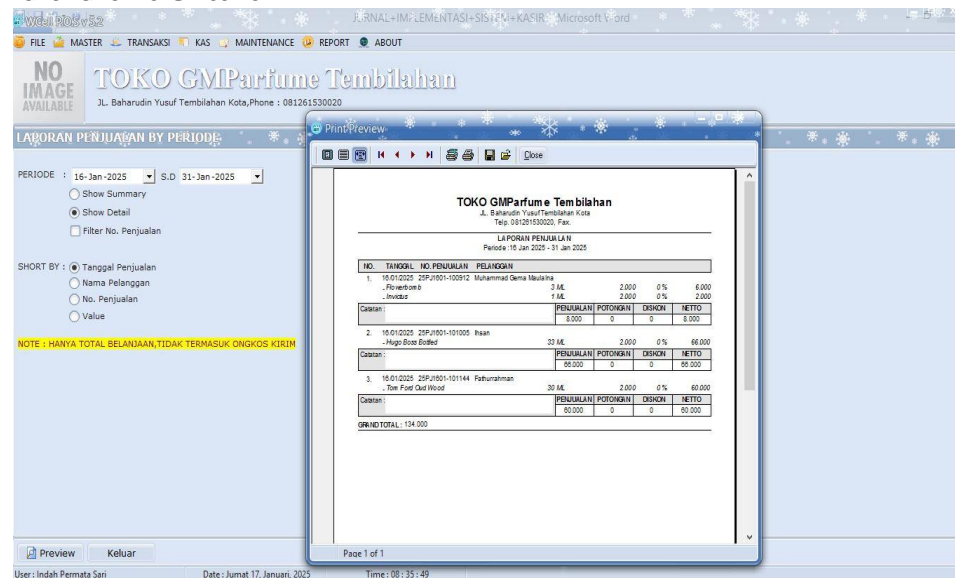 Well PIOS v5.2
JURNAL+IMPLEMENTASI+SISTEM+KASIR Microsoft Word
FILE MASTER TRANSAKSI KAS MAINTENANCE REPORT ABOUT
NO IMAGE AVAILABLE
TOKO GMParfume Tembilahan
JL. Baharudin Yusuf Tembilahan Kota,Phone : 081261530020
LAPORAN PENJUALAN BY PERIODE
PERIODE : 16-Jan-2025 S.D 31-Jan-2025
Show Summary
Show Detail
Filter No. Penjualan
SHORT BY : Tanggal Penjualan
Nama Pelanggan
No. Penjualan
Value
NOTE : HANYA TOTAL BELANJAAN,TIDAK TERMASUK ONGKOS KIRIM
Print Preview
Close
TOKO GMParfume Tembilahan
JL. Baharudin Yusuf Tembilahan Kota
Telp. 081261530020, Fax.
LAPORAN PENJUALAN
Periode :16 Jan 2025 - 31 Jan 2025
NO. TANGGAL NO. PENJUALAN PELANGGAN
1. 16/01/2025 25PJ1601-100912 Muhammad Gema Maulaina
- Flowerbomb 3 ML 2.000 0 % 6.000
- Invictus 1 ML 2.000 0 % 2.000
Catatan : PENJUALAN POTONGAN DISKON NETTO
8.000 0 0 8.000
2. 16/01/2025 25PJ1601-101005 Ihsan
- Hugo Boss Botled 33 ML 2.000 0 % 66.000
Catatan : PENJUALAN POTONGAN DISKON NETTO
66.000 0 0 66.000
3. 16/01/2025 25PJ1601-101144 Fathurrahman
- Tom Ford Oud Wood 30 ML 2.000 0 % 60.000
Catatan : PENJUALAN POTONGAN DISKON NETTO
60.000 0 0 60.000
GRAND TOTAL : 134.000
Page 1 of 1
Preview Keluar
User : Indah Permata Sari Date : Jumat 17, Januari, 2025 Time : 08 : 35 : 49